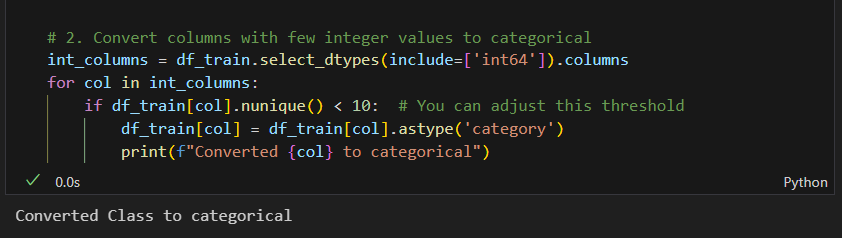 # 2. Convert columns with few integer values to categorical
int_columns = df_train.select_dtypes(include=['int64']).columns
for col in int_columns:
    if df_train[col].nunique() < 10:  # You can adjust this threshold
        df_train[col] = df_train[col].astype('category')
        print(f"Converted {col} to categorical")
0.0s Python
Converted Class to categorical